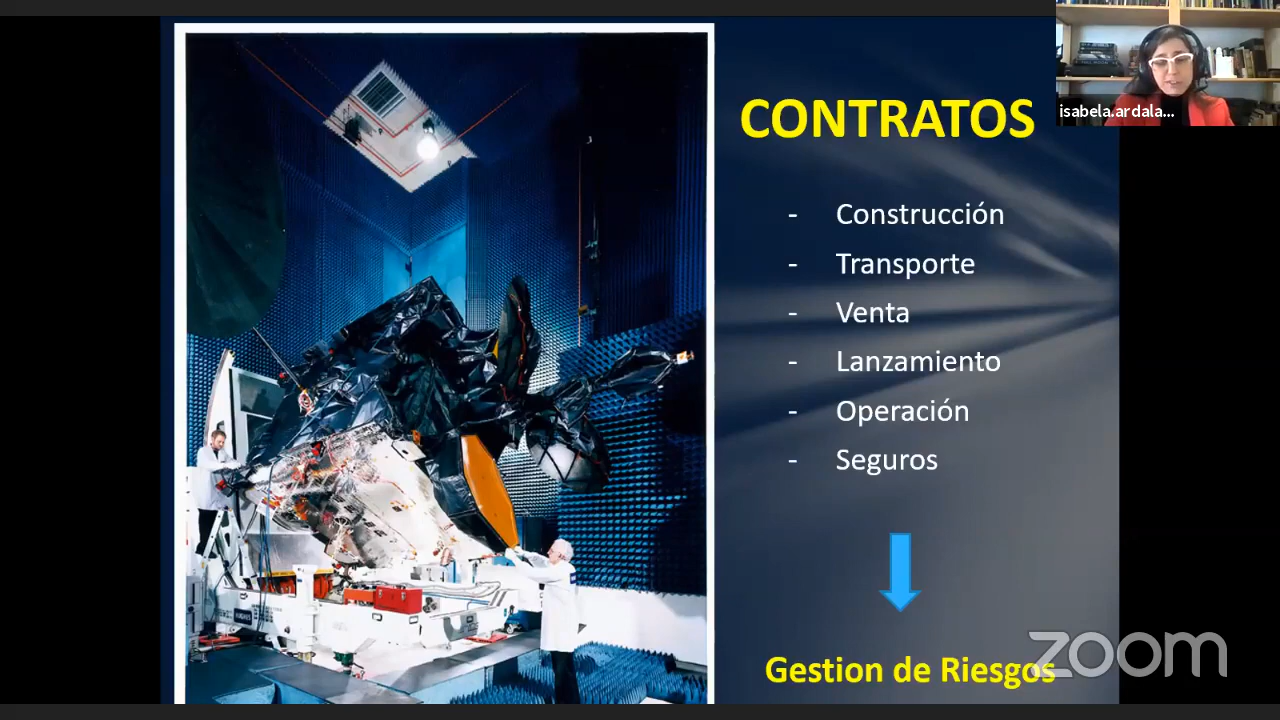 CONTRATOS
isabela.ardala...
- Construcción
- Transporte
- Venta
- Lanzamiento
- Operación
- Seguros
Gestion de Riesgos
zoom